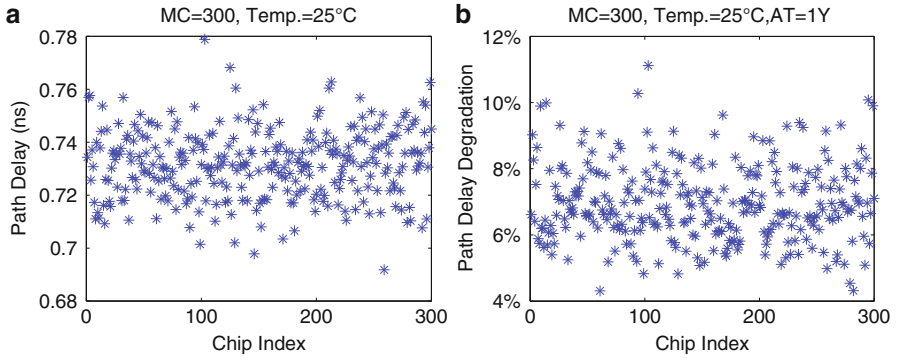 a
MC=300, Temp.=25°C
Path Delay (ns)
0.78
0.76
0.74
0.72
0.7
0.68
0
100
200
300
Chip Index
b
MC=300, Temp.=25°C,AT=1Y
Path Delay Degradation
12%
10%
8%
6%
4%
0
100
200
300
Chip Index